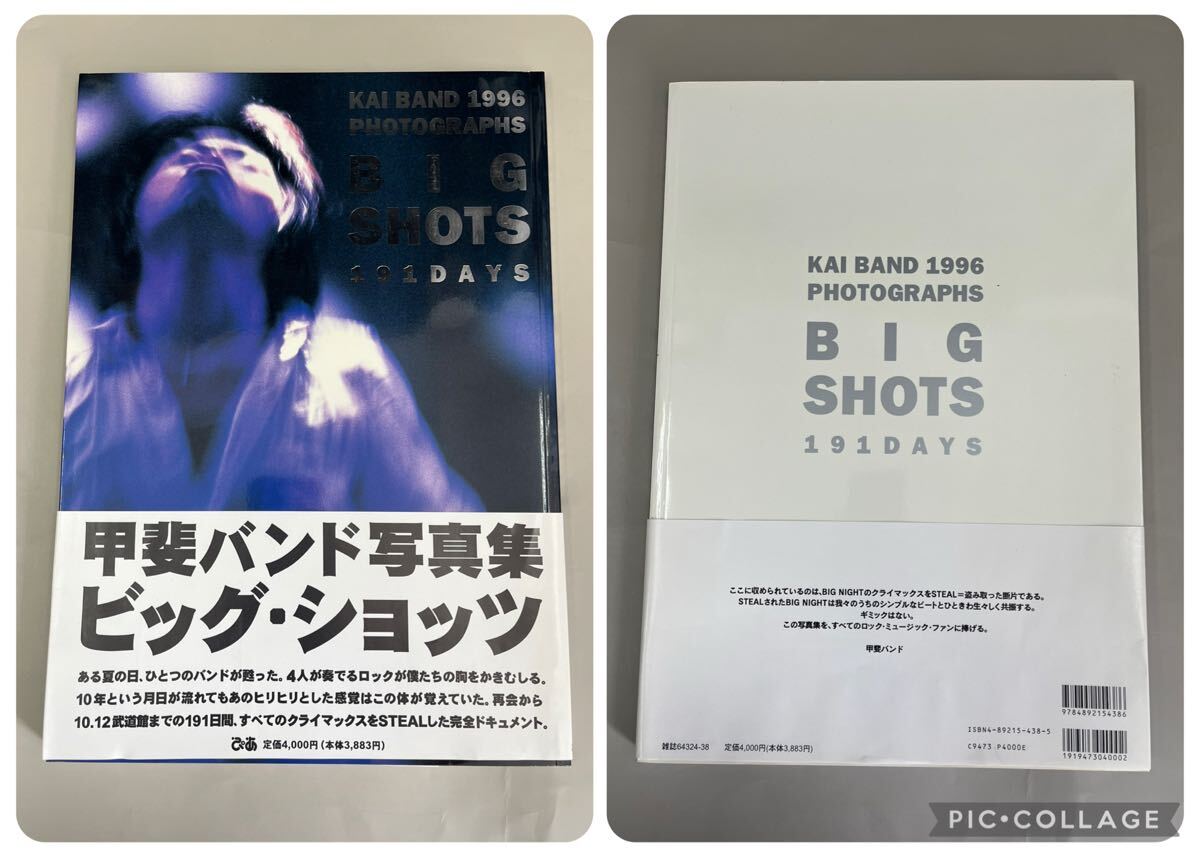 KAI BAND 1996
PHOTOGRAPHS
BIG
SHOTS
191DAYS
甲斐バンド写真集
ビッグ・ショッツ
ある夏の日、ひとつのバンドが甦った。4人が奏でるロックが僕たちの胸をかきむしる。
10年という月日が流れてもあのヒリヒリとした感覚はこの体が覚えていた。再会から
10.12武道館までの191日間、すべてのクライマックスをSTEALした完全ドキュメント。
ぴあ 定価4,000円(本体3,883円)
KAI BAND 1996
PHOTOGRAPHS
BIG
SHOTS
191DAYS
ここに収められているのは、BIG NIGHTのクライマックスをSTEAL=盗み取った断片である。
STEALされたBIG NIGHTは我々のうちのシンプルなビートとひときわ生々しく共振する。
ギミックはない。
この写真集を、すべてのロック・ミュージック・ファンに捧げる。
甲斐バンド
9784892154386
ISBN4-89215-438-5
雑誌64324-38 定価4,000円(本体3,883円) C9473 P4000E
1919473040002
PIC•COLLAGE